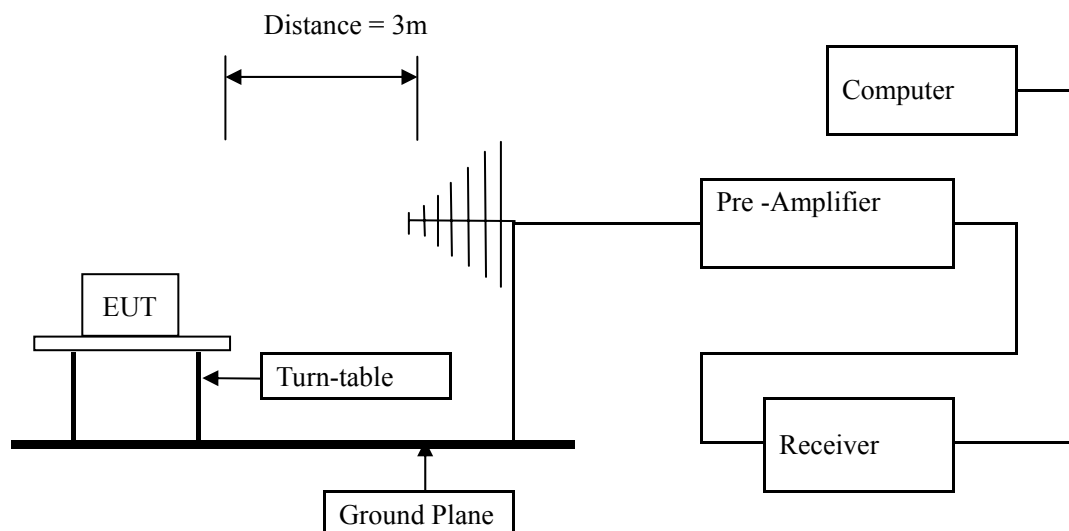 Distance = 3m
Computer
Pre -Amplifier
EUT
Turn-table
Receiver
Ground Plane